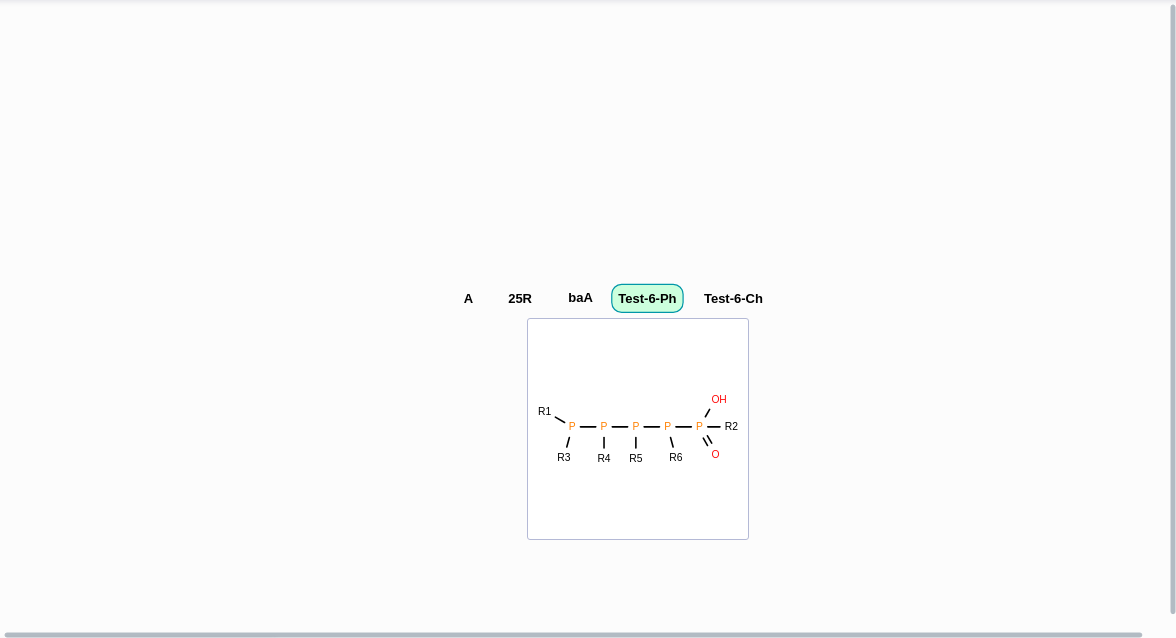 A 25R baA Test-6-Ph Test-6-Ch
OH
R1
P P P P P R2
O
R3 R4 R5 R6